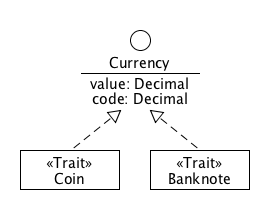 Currency
value: Decimal
code: Decimal
«Trait»
Coin
«Trait»
Banknote